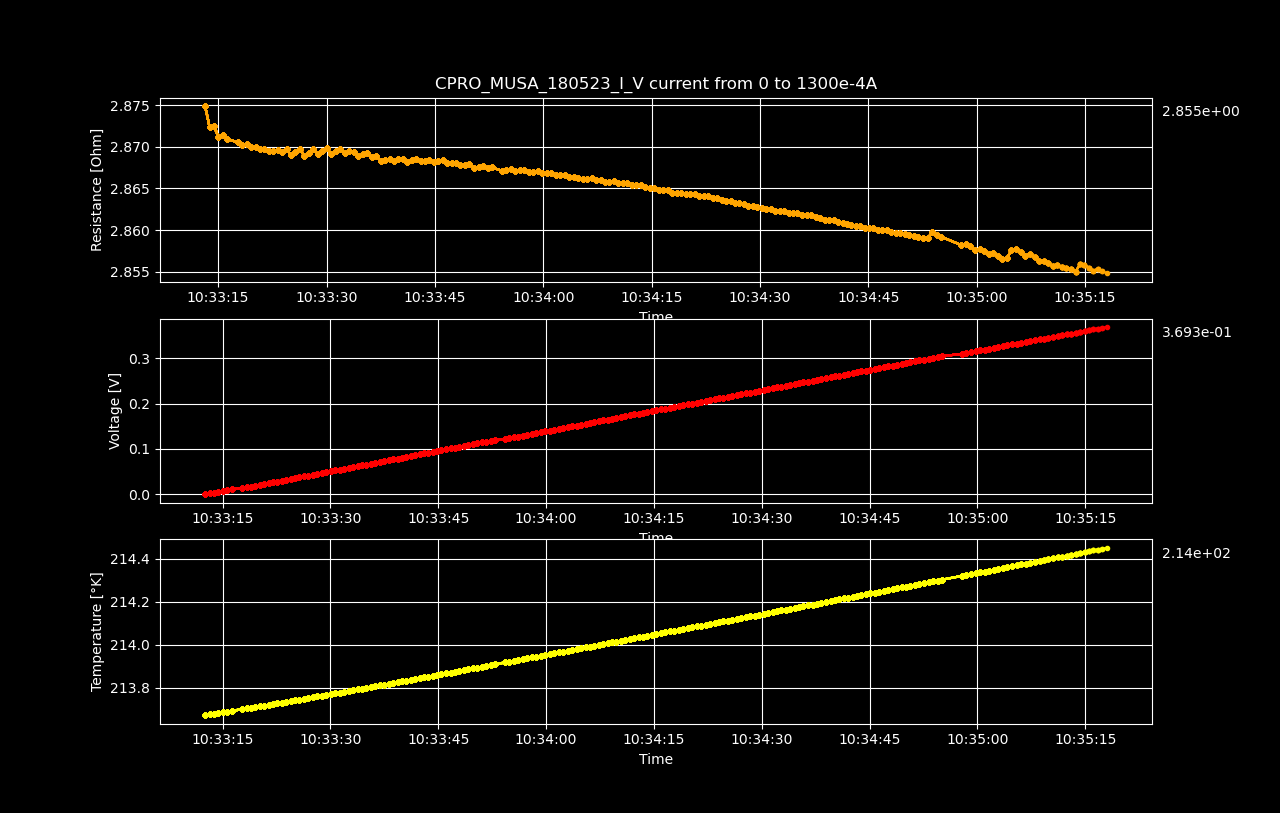 CPRO_MUSA_180523_I_V current from 0 to 1300e-4A
2.855e+00
Resistance [Ohm]
2.875
2.870
2.865
2.860
2.855
10:33:15 10:33:30 10:33:45 10:34:00 10:34:15 10:34:30 10:34:45 10:35:00 10:35:15
Time
3.693e-01
Voltage [V]
0.3
0.2
0.1
0.0
10:33:15 10:33:30 10:33:45 10:34:00 10:34:15 10:34:30 10:34:45 10:35:00 10:35:15
Time
2.14e+02
Temperature [°K]
214.4
214.2
214.0
213.8
10:33:15 10:33:30 10:33:45 10:34:00 10:34:15 10:34:30 10:34:45 10:35:00 10:35:15
Time